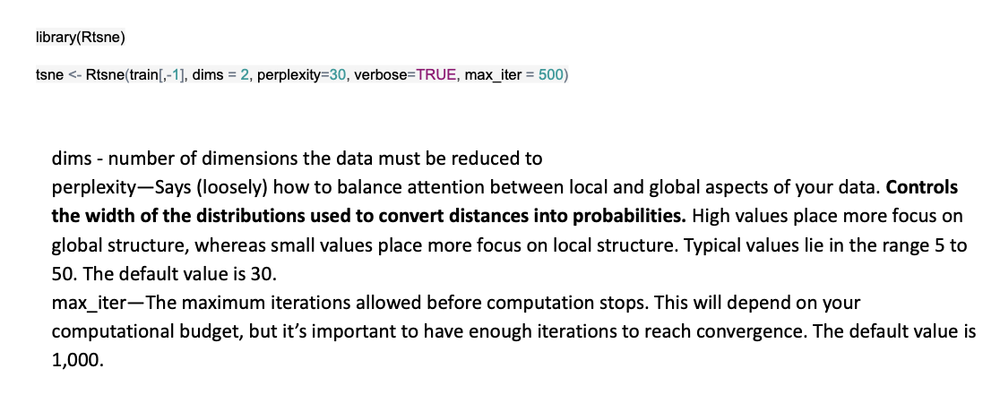 library(Rtsne)
tsne <- Rtsne(train[,-1], dims = 2, perplexity=30, verbose=TRUE, max_iter = 500)
dims - number of dimensions the data must be reduced to
perplexity—Says (loosely) how to balance attention between local and global aspects of your data. Controls
the width of the distributions used to convert distances into probabilities. High values place more focus on
global structure, whereas small values place more focus on local structure. Typical values lie in the range 5 to
50. The default value is 30.
max_iter—The maximum iterations allowed before computation stops. This will depend on your
computational budget, but it’s important to have enough iterations to reach convergence. The default value is
1,000.